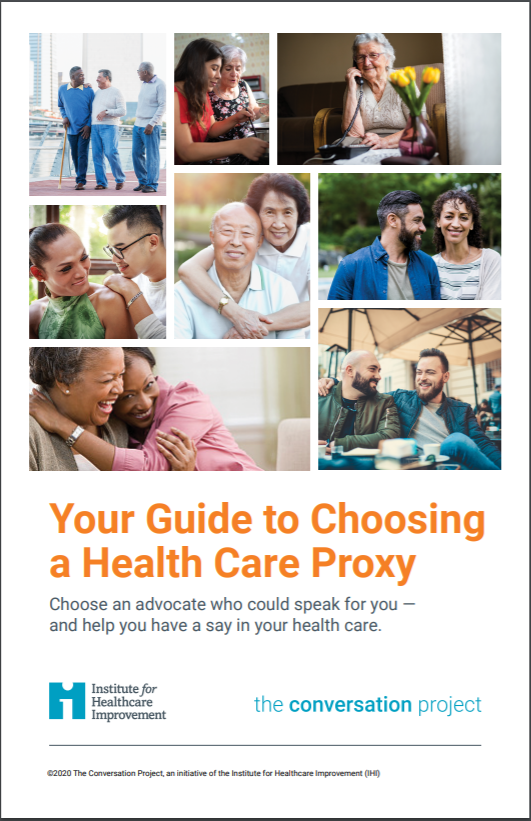 Your Guide to Choosing
a Health Care Proxy
Choose an advocate who could speak for you —
and help you have a say in your health care.
Institute for
Healthcare
Improvement
the conversation project
©2020 The Conversation Project, an initiative of the Institute for Healthcare Improvement (IHI)